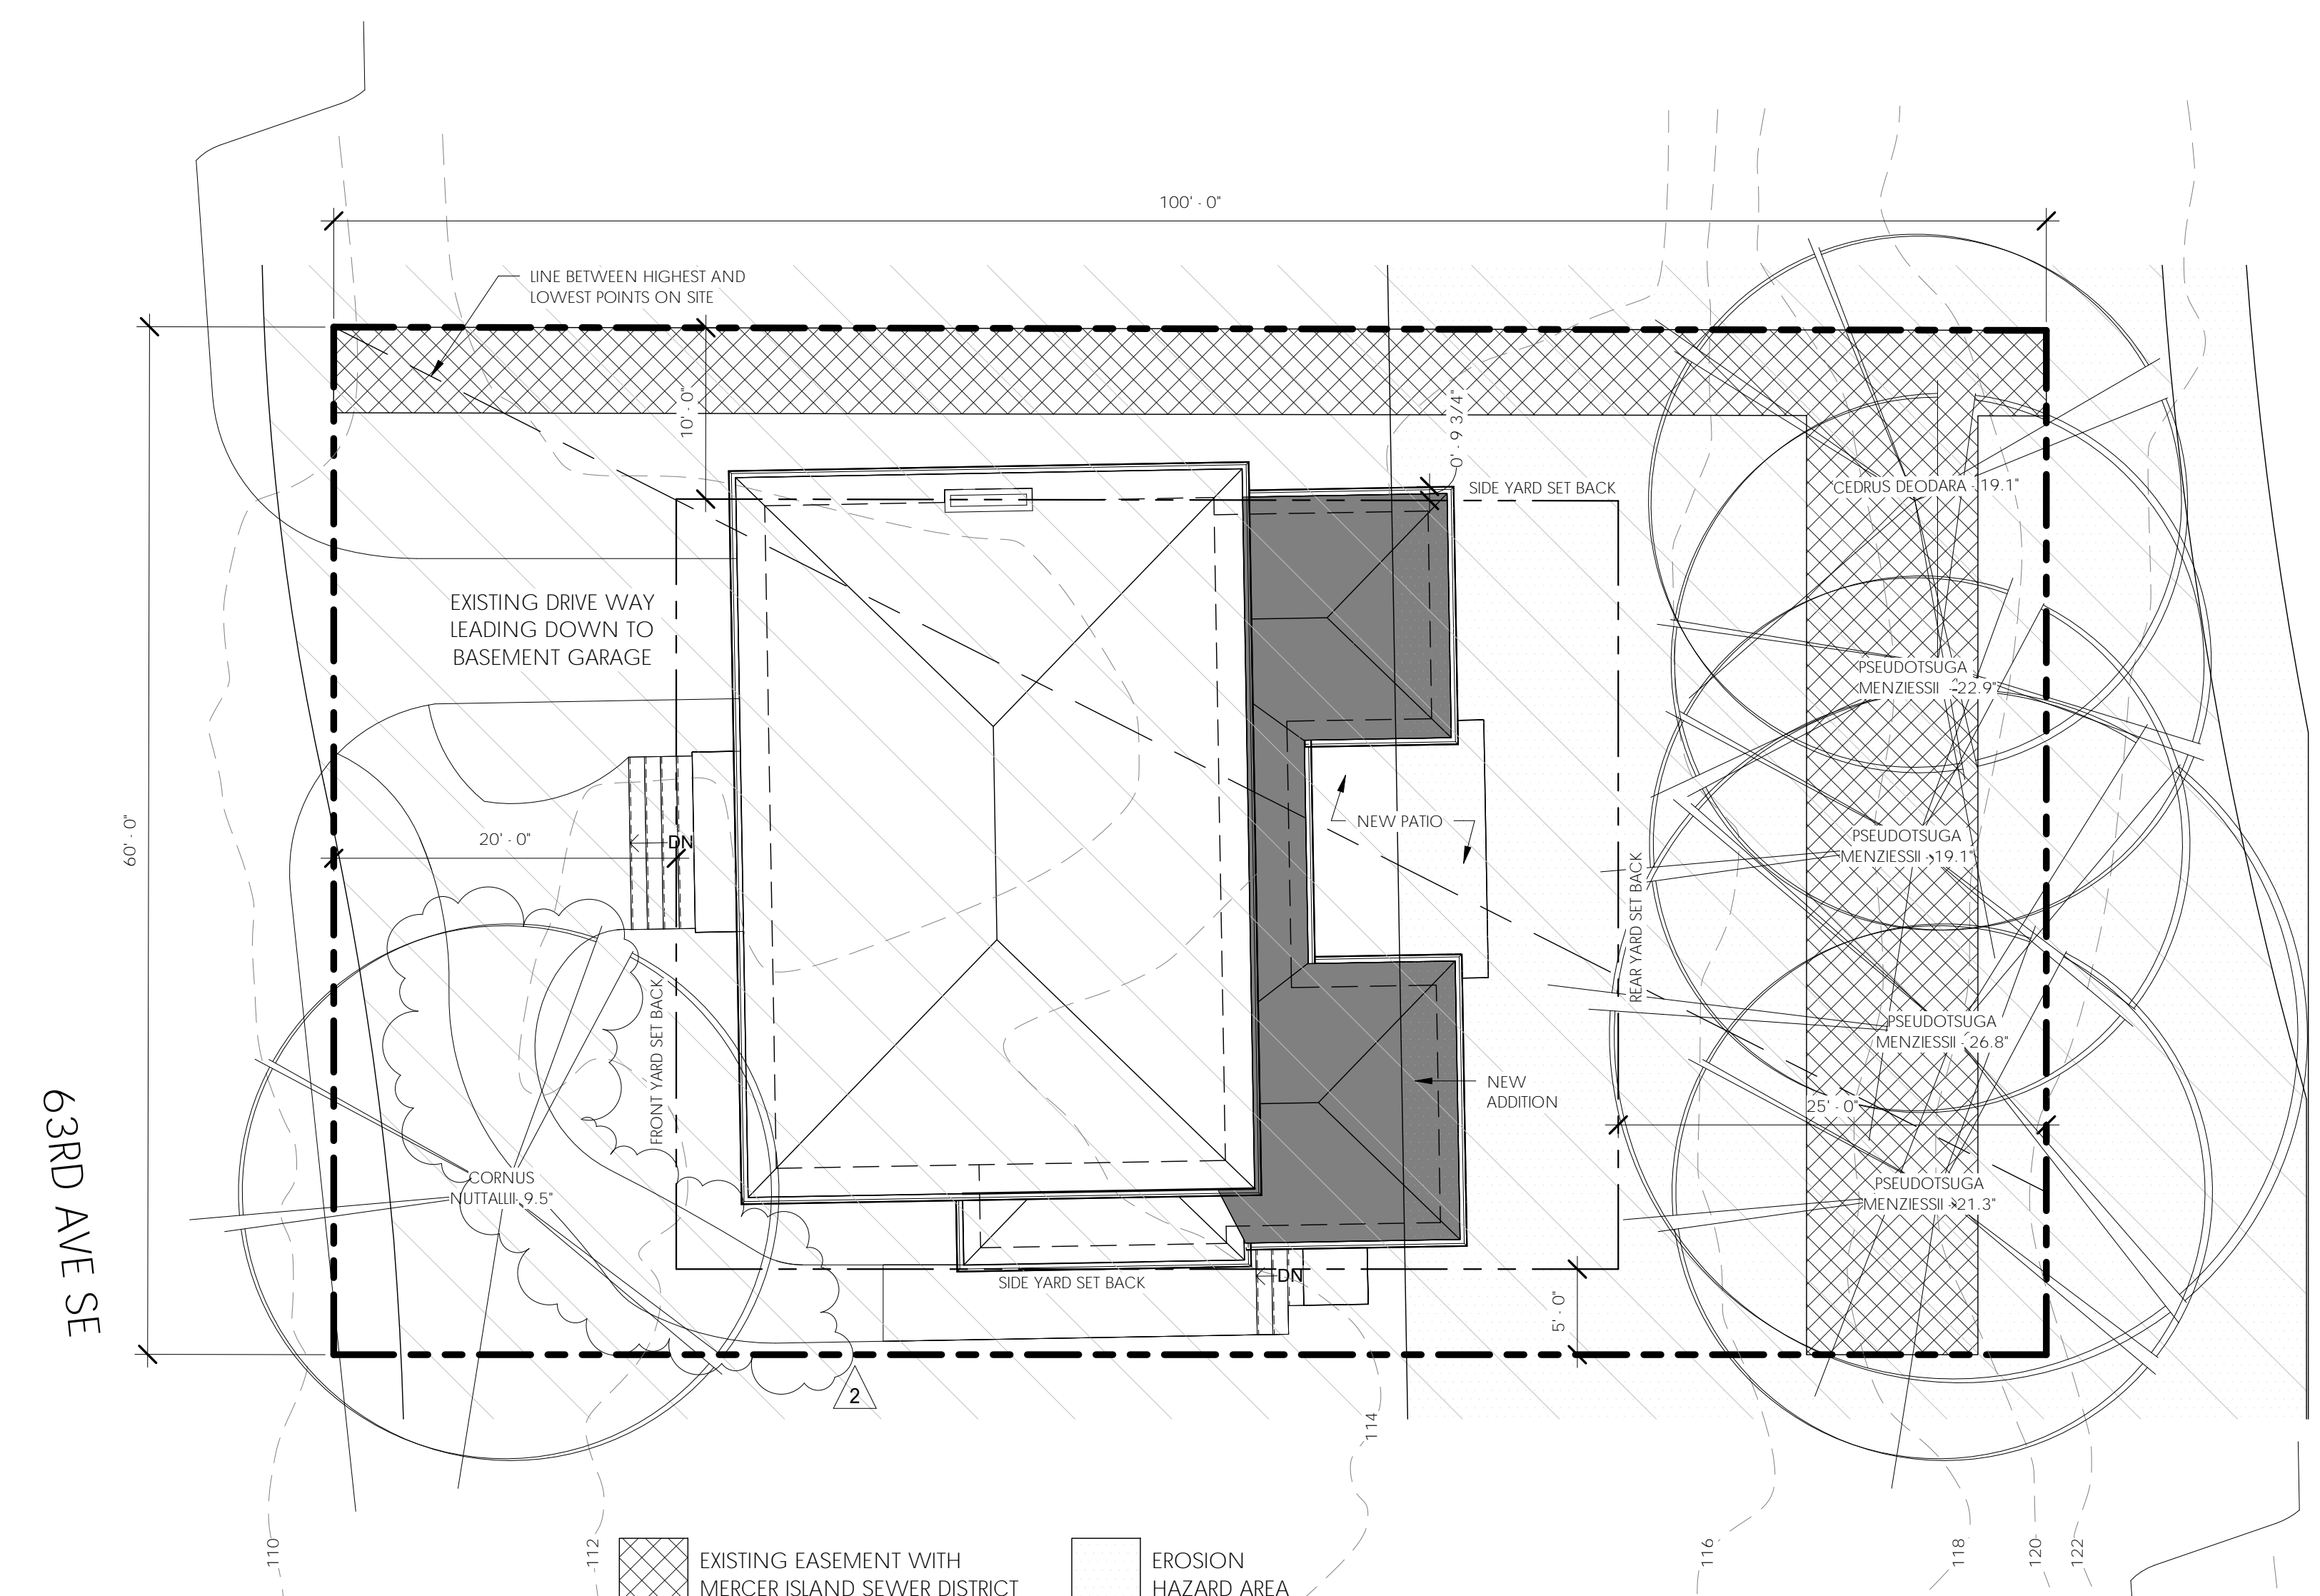 100' - 0"
LINE BETWEEN HIGHEST AND
LOWEST POINTS ON SITE
10' - 0"
0' - 9 3/4"
SIDE YARD SET BACK
CEDRUS DEODARA - 19.1"
EXISTING DRIVE WAY
LEADING DOWN TO
BASEMENT GARAGE
PSEUDOTSUGA
MENZIESSII - 22.9"
60' - 0"
20' - 0"
DN
NEW PATIO
PSEUDOTSUGA
MENZIESSII - 19.1"
REAR YARD SET BACK
FRONT YARD SET BACK
PSEUDOTSUGA
MENZIESSII - 26.8"
NEW
ADDITION
25' - 0"
63RD AVE SE
CORNUS
NUTTALLII- 9.5"
PSEUDOTSUGA
MENZIESSII - 21.3"
SIDE YARD SET BACK
DN
5' - 0"
2
114
110
112
116
118
120
122
EXISTING EASEMENT WITH
MERCER ISLAND SEWER DISTRICT
EROSION
HAZARD AREA